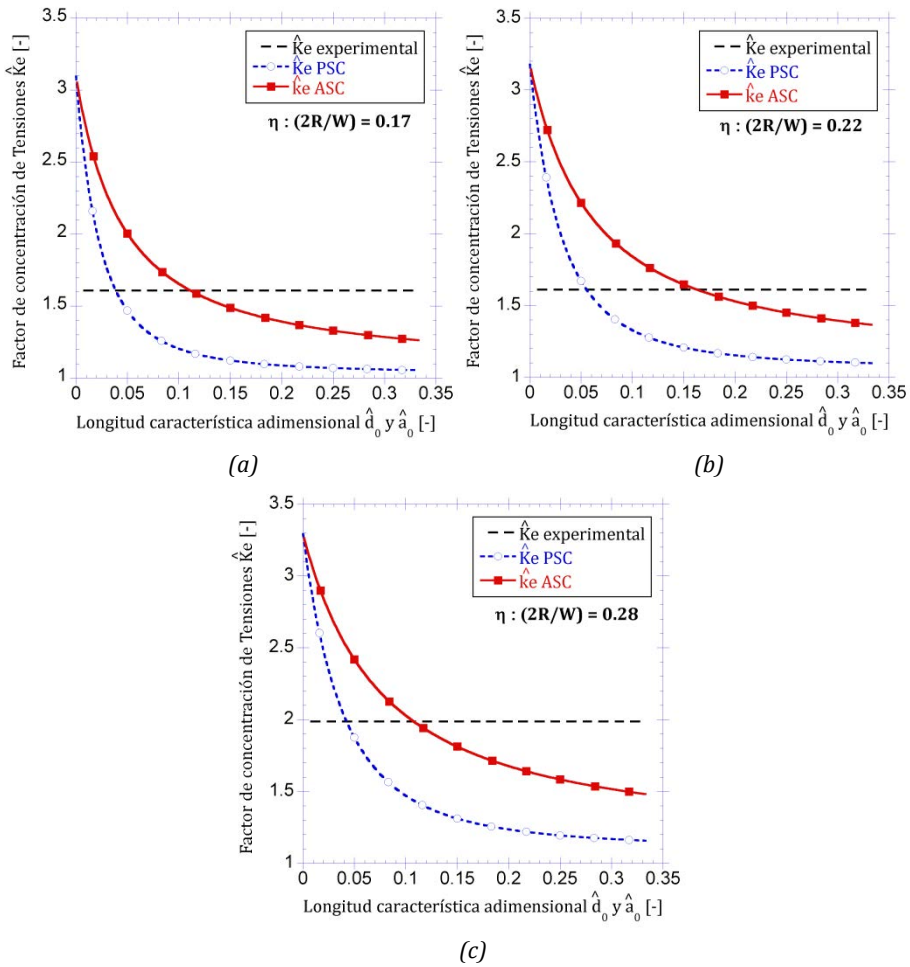 3.5
3
2.5
2
1.5
1
0
0.05
0.1
0.15
0.2
0.25
0.3
0.35
Factor de concentración de Tensiones K̂e [-]
Longitud característica adimensional d̂₀ y â₀ [-]
K̂e experimental
K̂e PSC
k̂e ASC
η : (2R/W) = 0.17
(a)
3.5
3
2.5
2
1.5
1
0
0.05
0.1
0.15
0.2
0.25
0.3
0.35
Factor de concentración de Tensiones K̂e [-]
Longitud característica adimensional d̂₀ y â₀ [-]
K̂e experimental
K̂e PSC
k̂e ASC
η : (2R/W) = 0.22
(b)
3.5
3
2.5
2
1.5
1
0
0.05
0.1
0.15
0.2
0.25
0.3
0.35
Factor de concentración de Tensiones K̂e [-]
Longitud característica adimensional d̂₀ y â₀ [-]
K̂e experimental
K̂e PSC
k̂e ASC
η : (2R/W) = 0.28
(c)